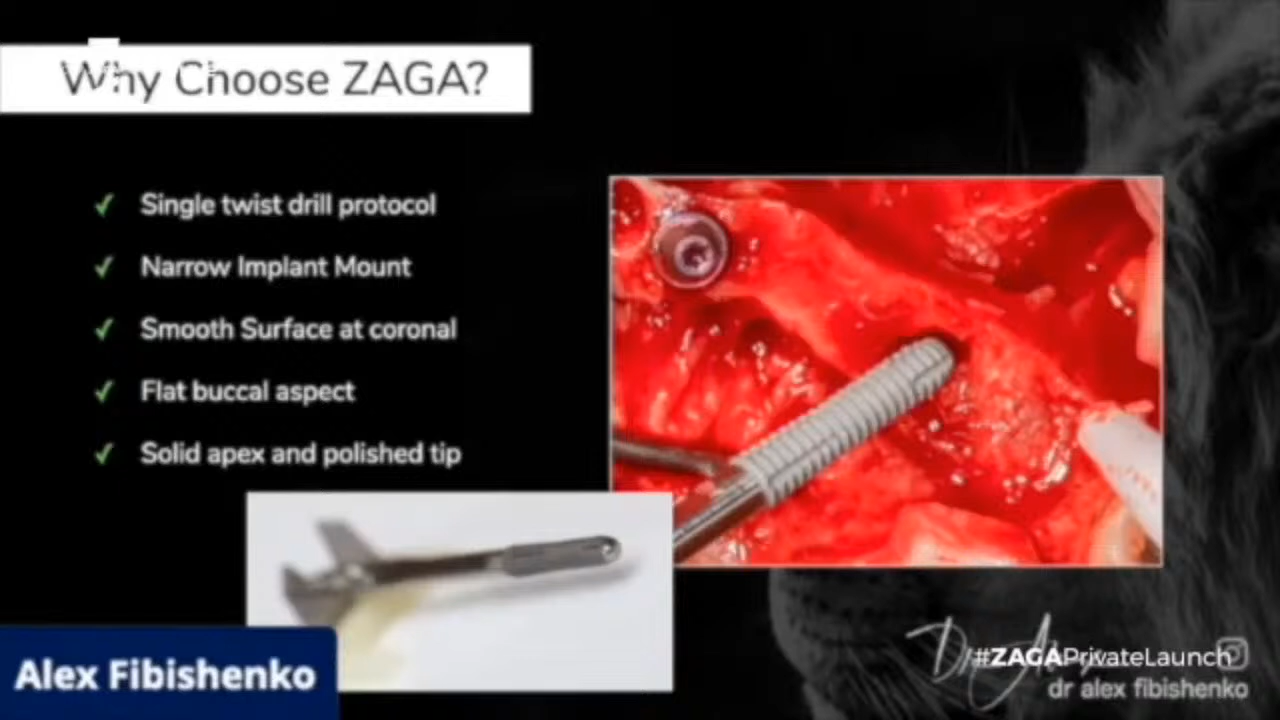 Why Choose ZAGA?
✓ Single twist drill protocol
✓ Narrow Implant Mount
✓ Smooth Surface at coronal
✓ Flat buccal aspect
✓ Solid apex and polished tip
Alex Fibishenko
#ZAGAPrivateLaunch
dr alex fibishenko